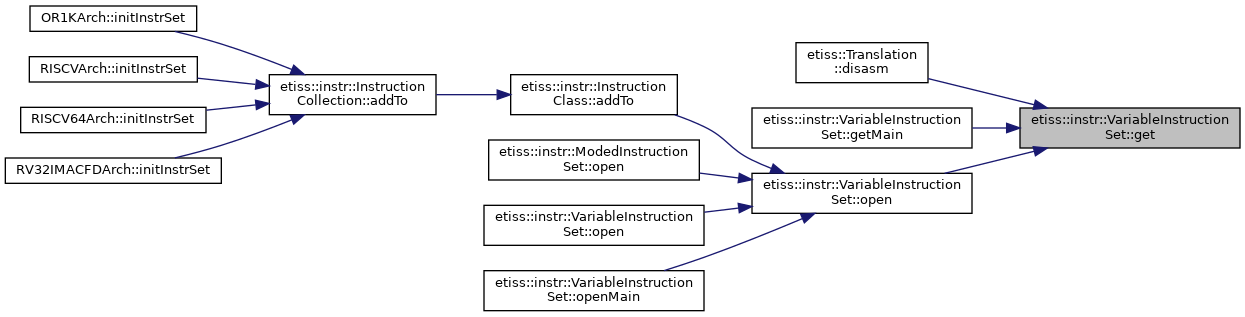 OR1KArch::initInstrSet
RISCVArch::initInstrSet
RISCV64Arch::initInstrSet
RV32IMACFDArch::initInstrSet
etiss::instr::Instruction
Collection::addTo
etiss::instr::Instruction
Class::addTo
etiss::instr::ModedInstruction
Set::open
etiss::instr::VariableInstruction
Set::open
etiss::instr::VariableInstruction
Set::openMain
etiss::Translation
::disasm
etiss::instr::VariableInstruction
Set::getMain
etiss::instr::VariableInstruction
Set::open
etiss::instr::VariableInstruction
Set::get